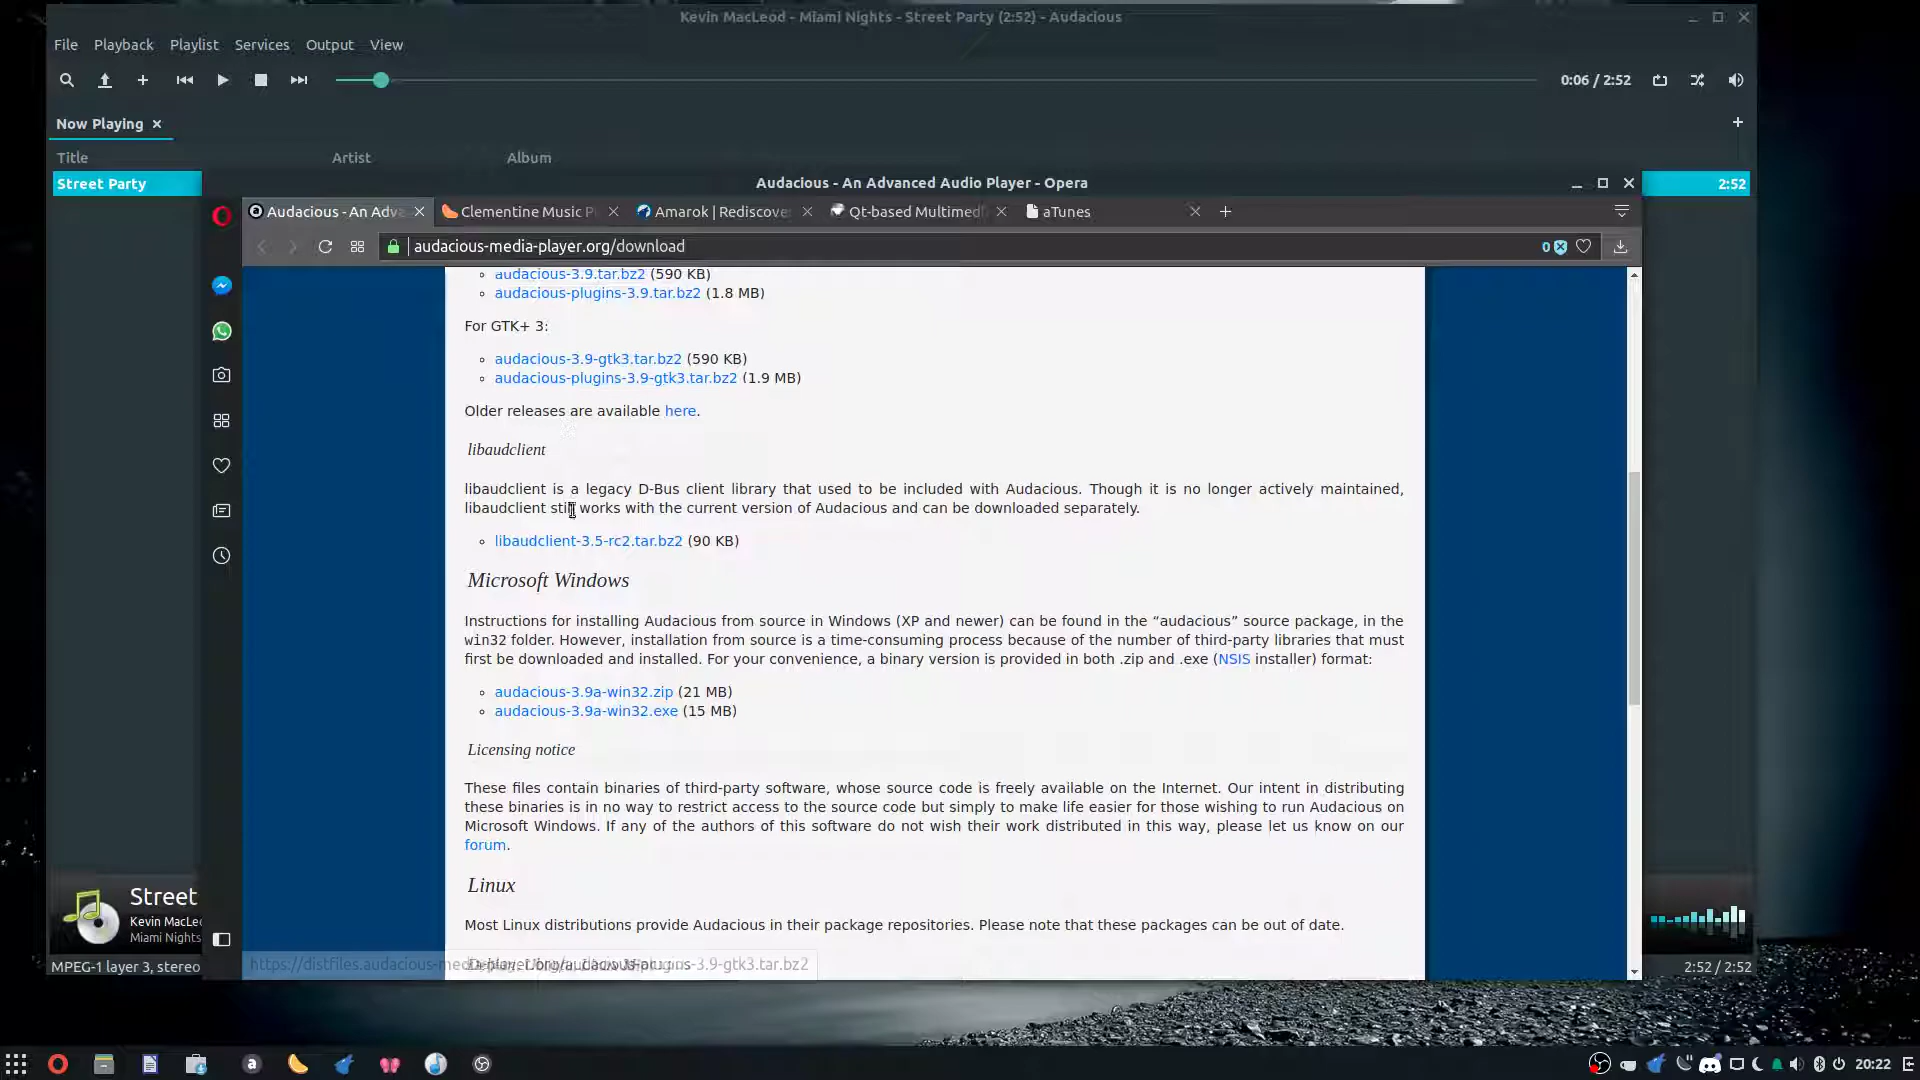 Kevin MacLeod - Miami Nights - Street Party (2:52) - Audacious
File Playback Playlist Services Output View
0:06 / 2:52
Now Playing
Title Artist Album
Street Party 2:52
Audacious - An Advanced Audio Player - Opera
Audacious - An Adva Clementine Music P Amarok | Rediscove Qt-based Multimed aTunes
audacious-media-player.org/download 0
audacious-3.9.tar.bz2 (590 KB)
audacious-plugins-3.9.tar.bz2 (1.8 MB)
For GTK+ 3:
audacious-3.9-gtk3.tar.bz2 (590 KB)
audacious-plugins-3.9-gtk3.tar.bz2 (1.9 MB)
Older releases are available here.
libaudclient
libaudclient is a legacy D-Bus client library that used to be included with Audacious. Though it is no longer actively maintained,
libaudclient still works with the current version of Audacious and can be downloaded separately.
libaudclient-3.5-rc2.tar.bz2 (90 KB)
Microsoft Windows
Instructions for installing Audacious from source in Windows (XP and newer) can be found in the “audacious” source package, in the
win32 folder. However, installation from source is a time-consuming process because of the number of third-party libraries that must
first be downloaded and installed. For your convenience, a binary version is provided in both .zip and .exe (NSIS installer) format:
audacious-3.9a-win32.zip (21 MB)
audacious-3.9a-win32.exe (15 MB)
Licensing notice
These files contain binaries of third-party software, whose source code is freely available on the Internet. Our intent in distributing
these binaries is in no way to restrict access to the source code but simply to make life easier for those wishing to run Audacious on
Microsoft Windows. If any of the authors of this software do not wish their work distributed in this way, please let us know on our
forum.
Linux
Most Linux distributions provide Audacious in their package repositories. Please note that these packages can be out of date.
https://distfiles.audacious-media-player.org/audacious-plugins-3.9-gtk3.tar.bz2
Street
Kevin MacLeo
Miami Nights
MPEG-1 layer 3, stereo 2:52 / 2:52
20:22